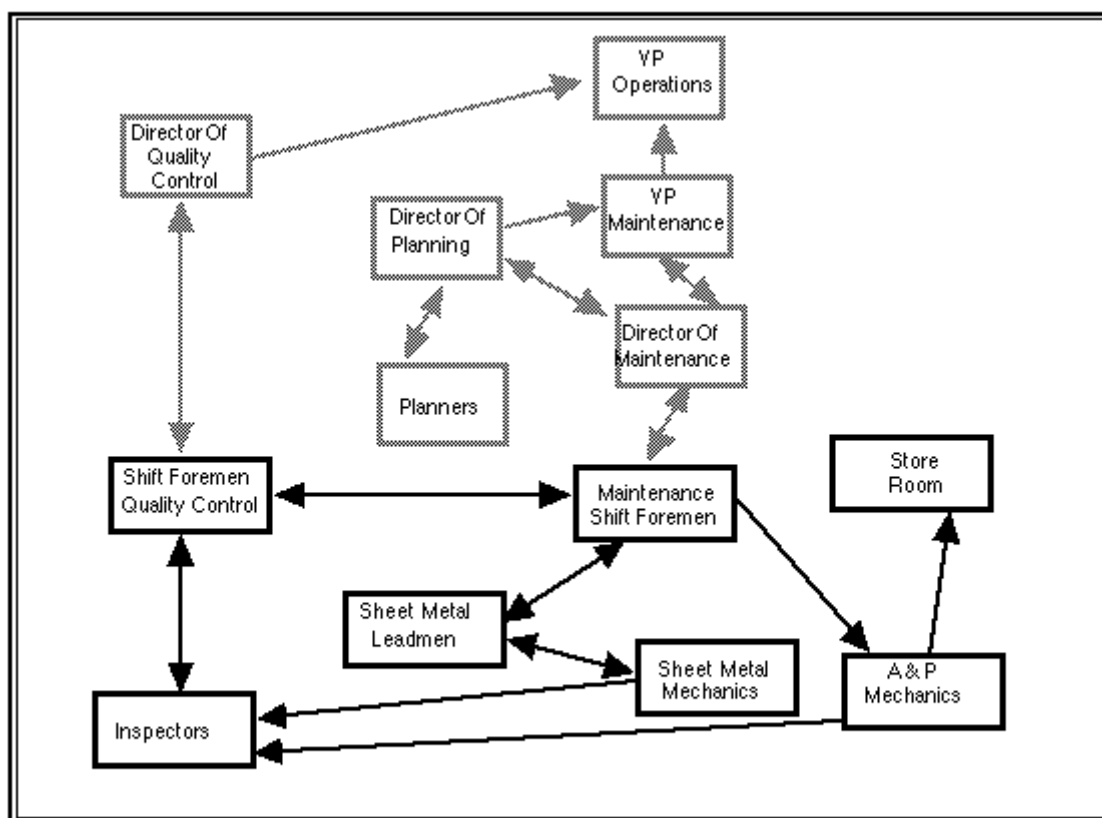 VP
Operations
Director Of
Quality
Control
VP
Maintenance
Director Of
Planning
Director Of
Maintenance
Planners
Store
Room
Shift Foremen
Quality Control
Maintenance
Shift Foremen
Sheet Metal
Leadmen
Sheet Metal
Mechanics
A & P
Mechanics
Inspectors